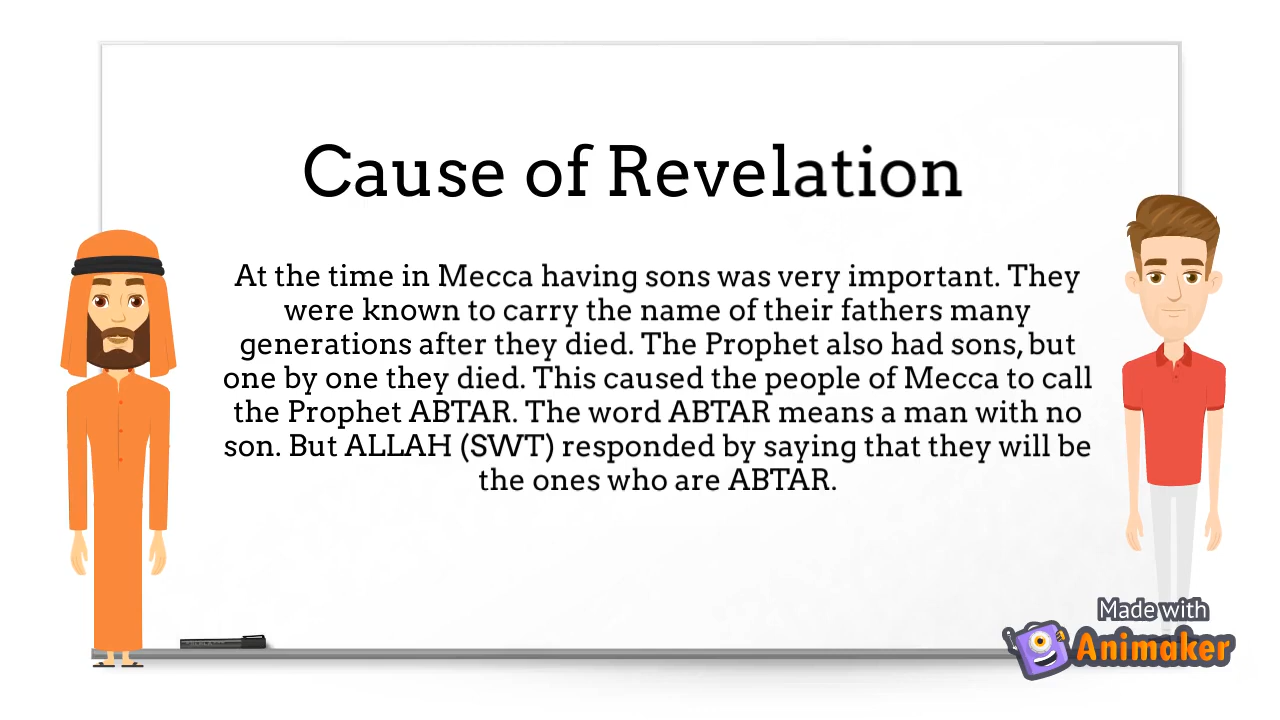 Cause of Revelation
At the time in Mecca having sons was very important. They
were known to carry the name of their fathers many
generations after they died. The Prophet also had sons, but
one by one they died. This caused the people of Mecca to call
the Prophet ABTAR. The word ABTAR means a man with no
son. But ALLAH (SWT) responded by saying that they will be
the ones who are ABTAR.
Made with
Animaker